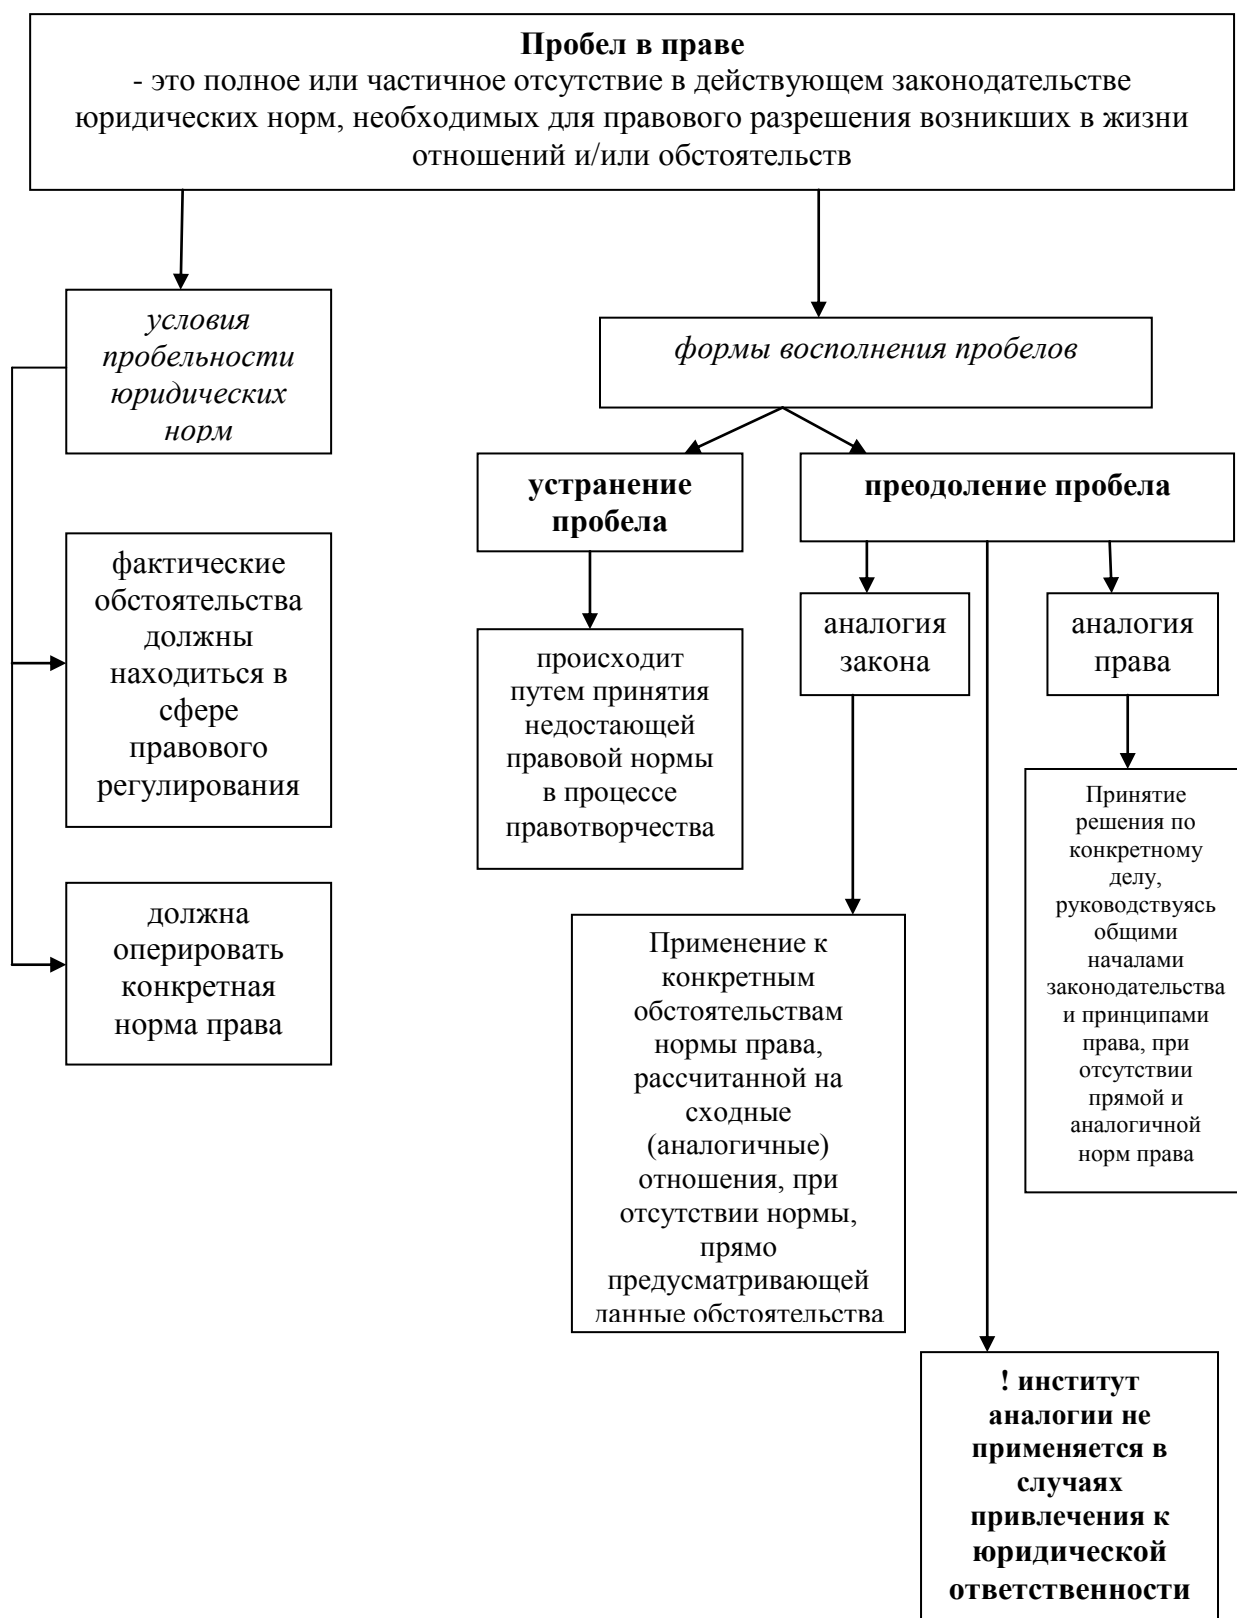 Пробел в праве
- это полное или частичное отсутствие в действующем законодательстве
юридических норм, необходимых для правового разрешения возникших в жизни
отношений и/или обстоятельств
условия
пробельности
юридических
норм
формы восполнения пробелов
устранение
пробела
преодоление пробела
фактические
обстоятельства
должны
находиться в
сфере
правового
регулирования
аналогия
закона
аналогия
права
происходит
путем принятия
недостающей
правовой нормы
в процессе
правотворчества
Принятие
решения по
конкретному
делу,
руководствуясь
общими
началами
законодательства
и принципами
права, при
отсутствии
прямой и
аналогичной
норм права
должна
оперировать
конкретная
норма права
Применение к
конкретным
обстоятельствам
нормы права,
рассчитанной на
сходные
(аналогичные)
отношения, при
отсутствии нормы,
прямо
предусматривающей
данные обстоятельства
! институт
аналогии не
применяется в
случаях
привлечения к
юридической
ответственности